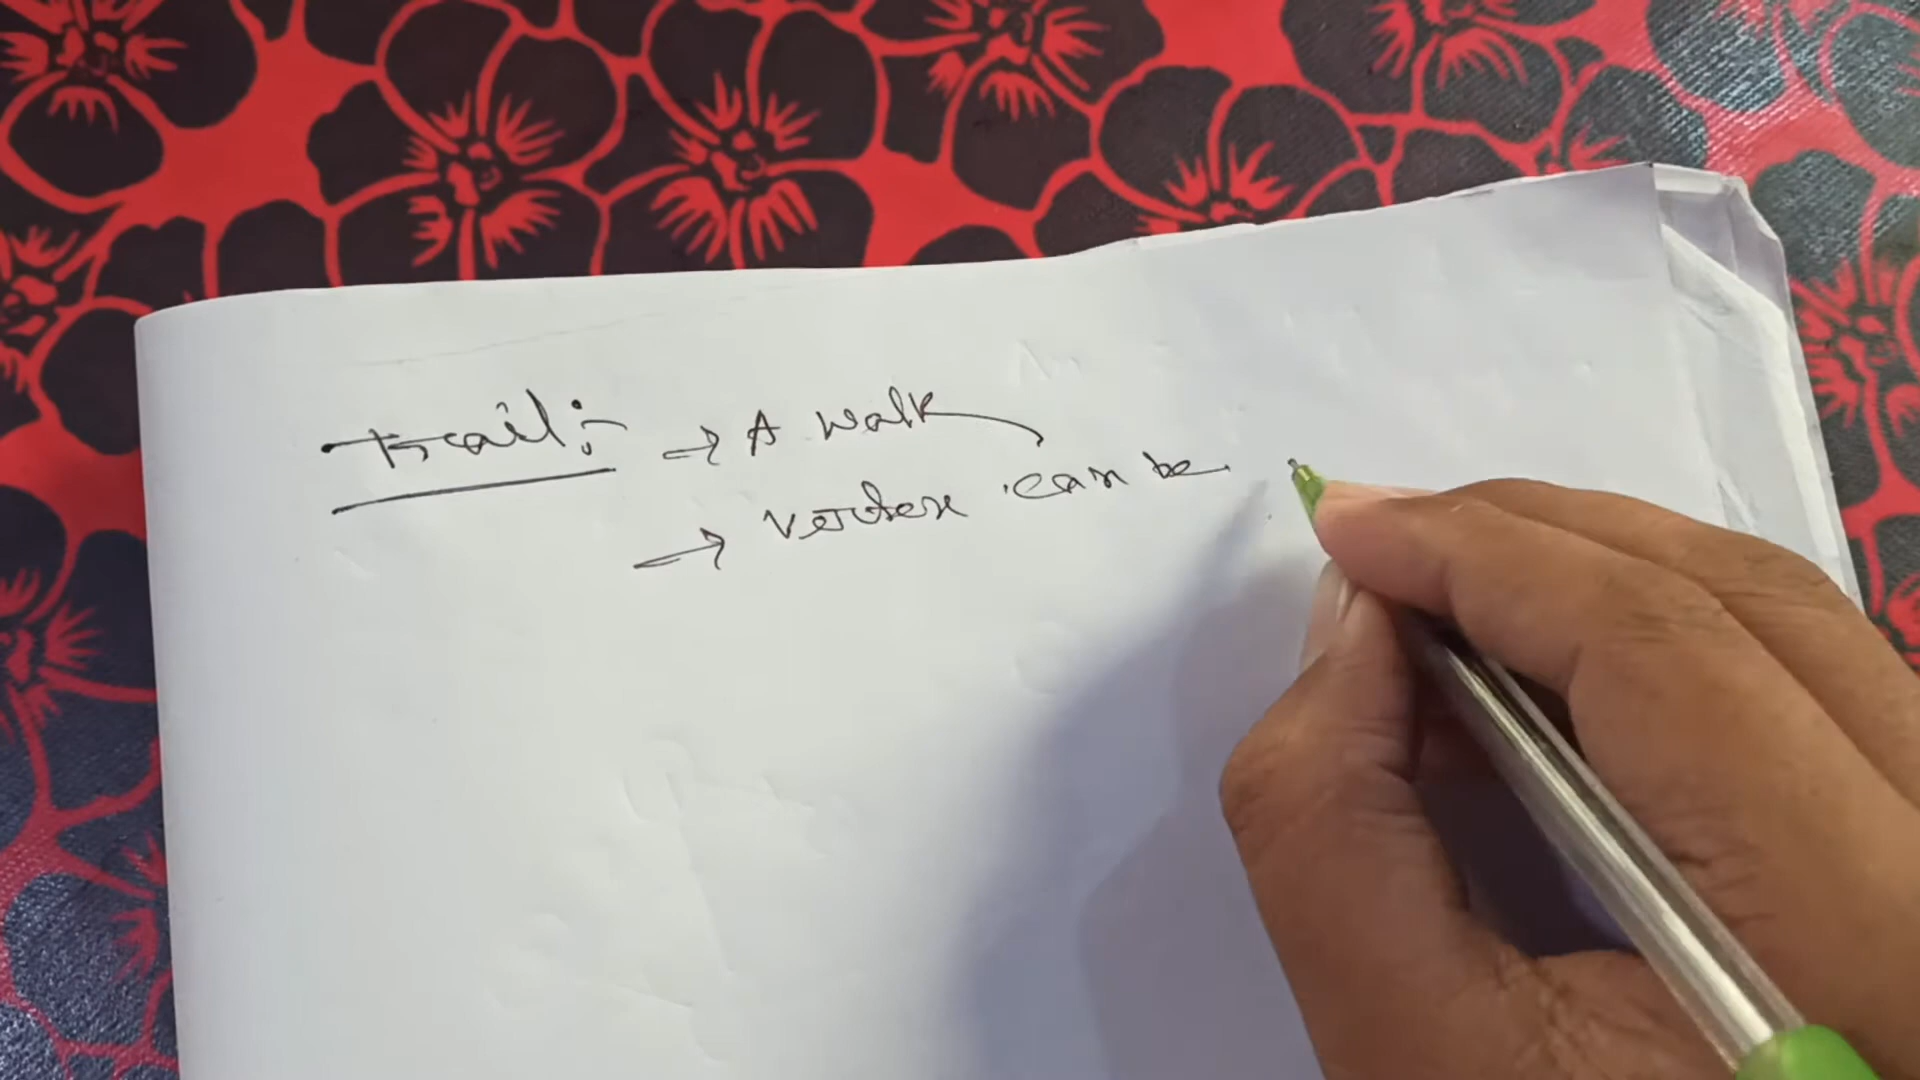 Trail :- → A walk
→ vertex can be